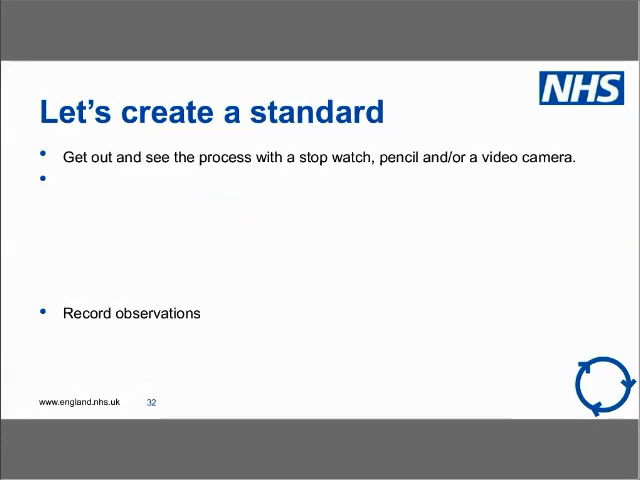 NHS
Let's create a standard
• Get out and see the process with a stop watch, pencil and/or a video camera.
•
• Record observations
www.england.nhs.uk 32